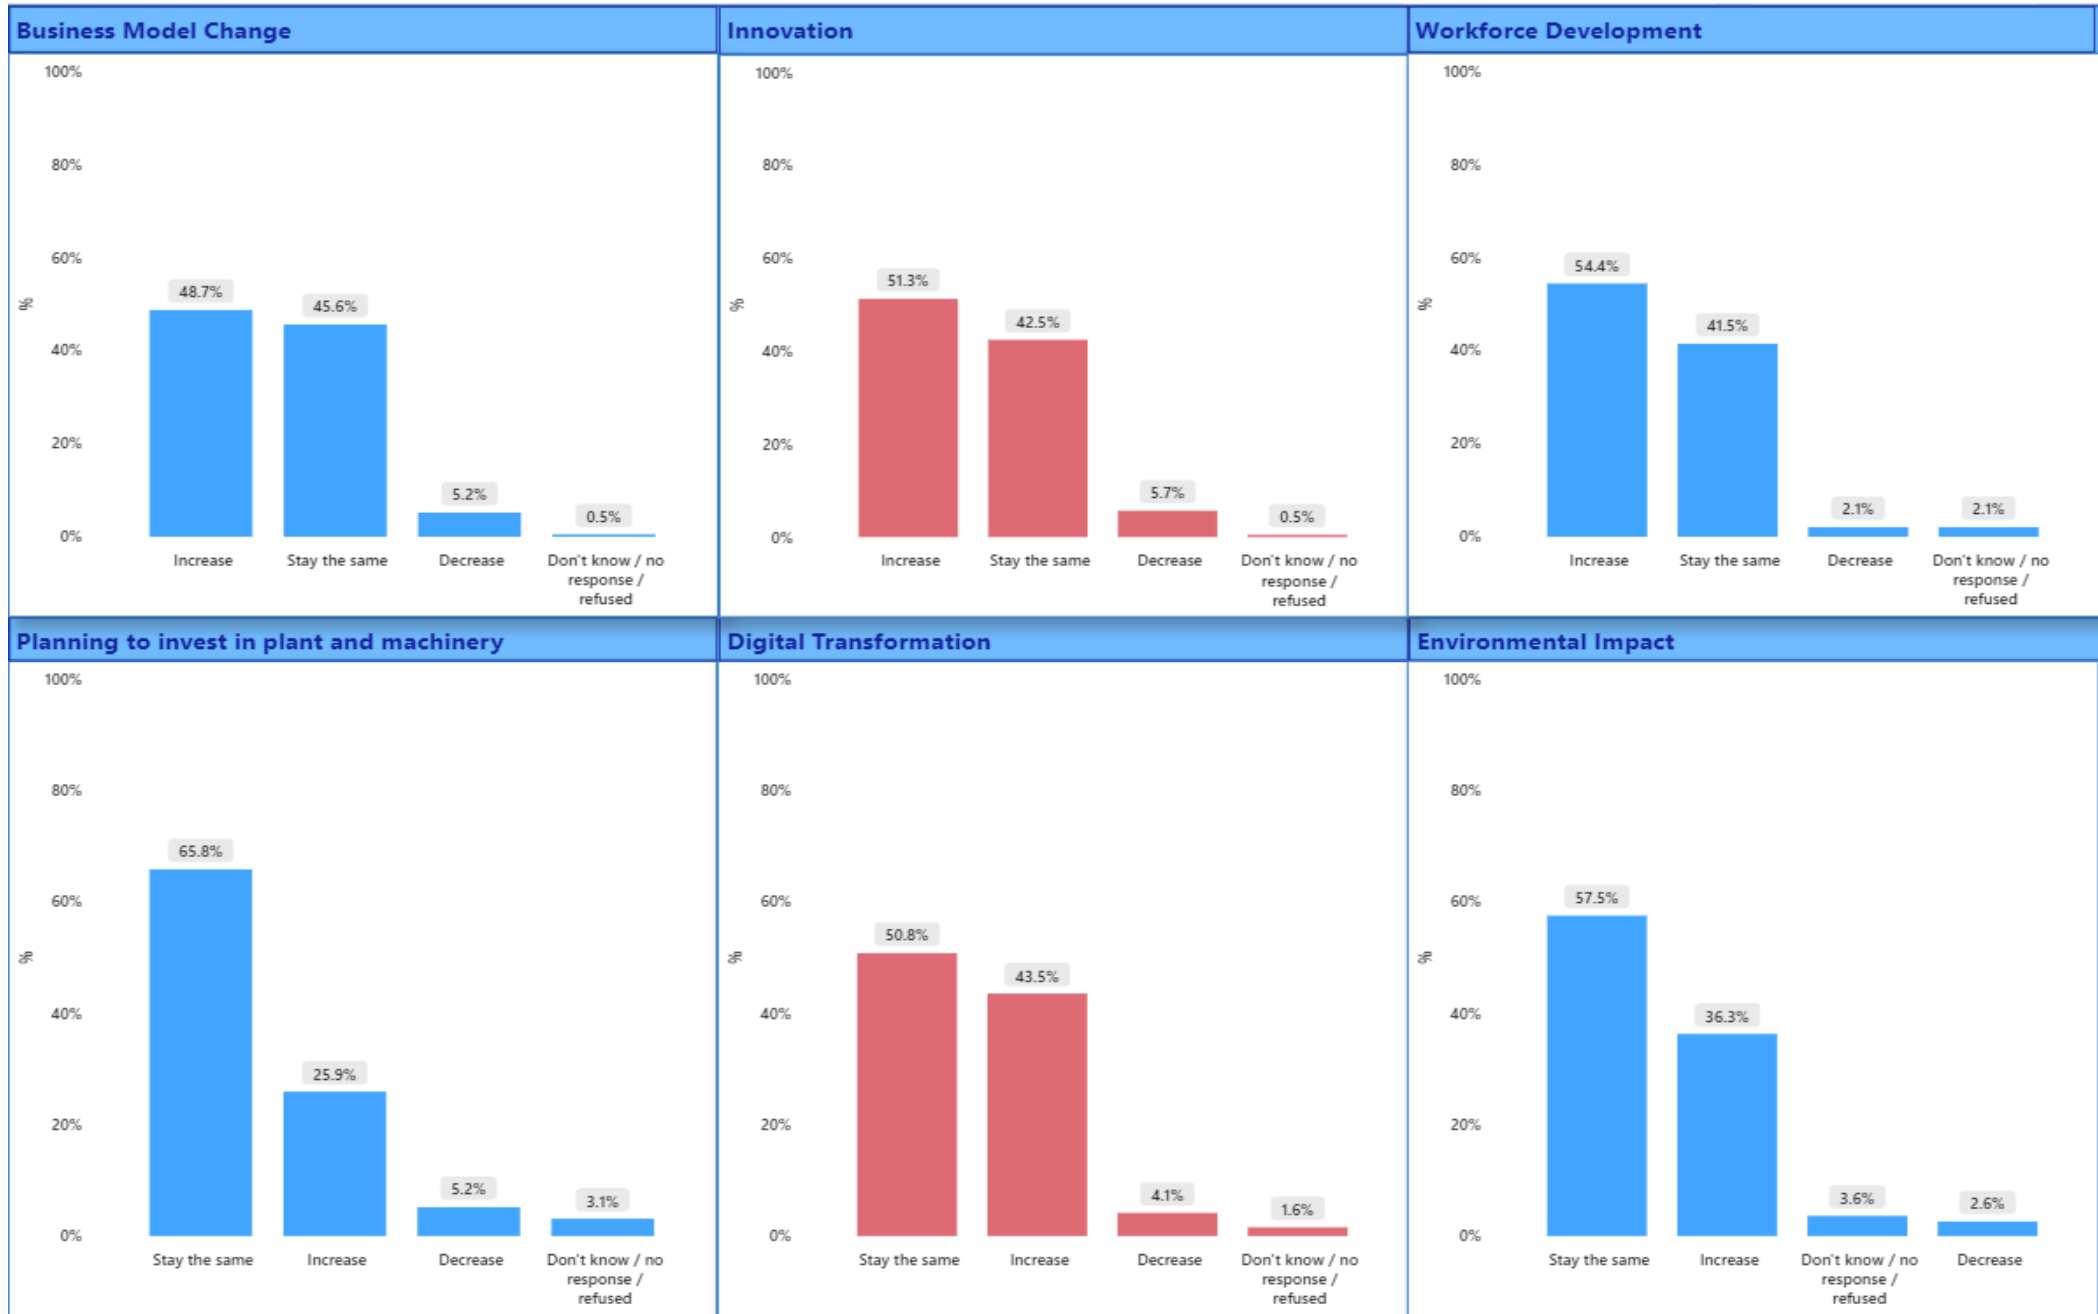 Business Model Change
100%
80%
60%
40%
20%
0%
%
48.7%
45.6%
5.2%
0.5%
Increase
Stay the same
Decrease
Don't know / no
response /
refused
Innovation
100%
80%
60%
40%
20%
0%
%
51.3%
42.5%
5.7%
0.5%
Increase
Stay the same
Decrease
Don't know / no
response /
refused
Workforce Development
100%
80%
60%
40%
20%
0%
%
54.4%
41.5%
2.1%
2.1%
Increase
Stay the same
Decrease
Don't know / no
response /
refused
Planning to invest in plant and machinery
100%
80%
60%
40%
20%
0%
%
65.8%
25.9%
5.2%
3.1%
Stay the same
Increase
Decrease
Don't know / no
response /
refused
Digital Transformation
100%
80%
60%
40%
20%
0%
%
50.8%
43.5%
4.1%
1.6%
Stay the same
Increase
Decrease
Don't know / no
response /
refused
Environmental Impact
100%
80%
60%
40%
20%
0%
%
57.5%
36.3%
3.6%
2.6%
Stay the same
Increase
Don't know / no
response /
refused
Decrease